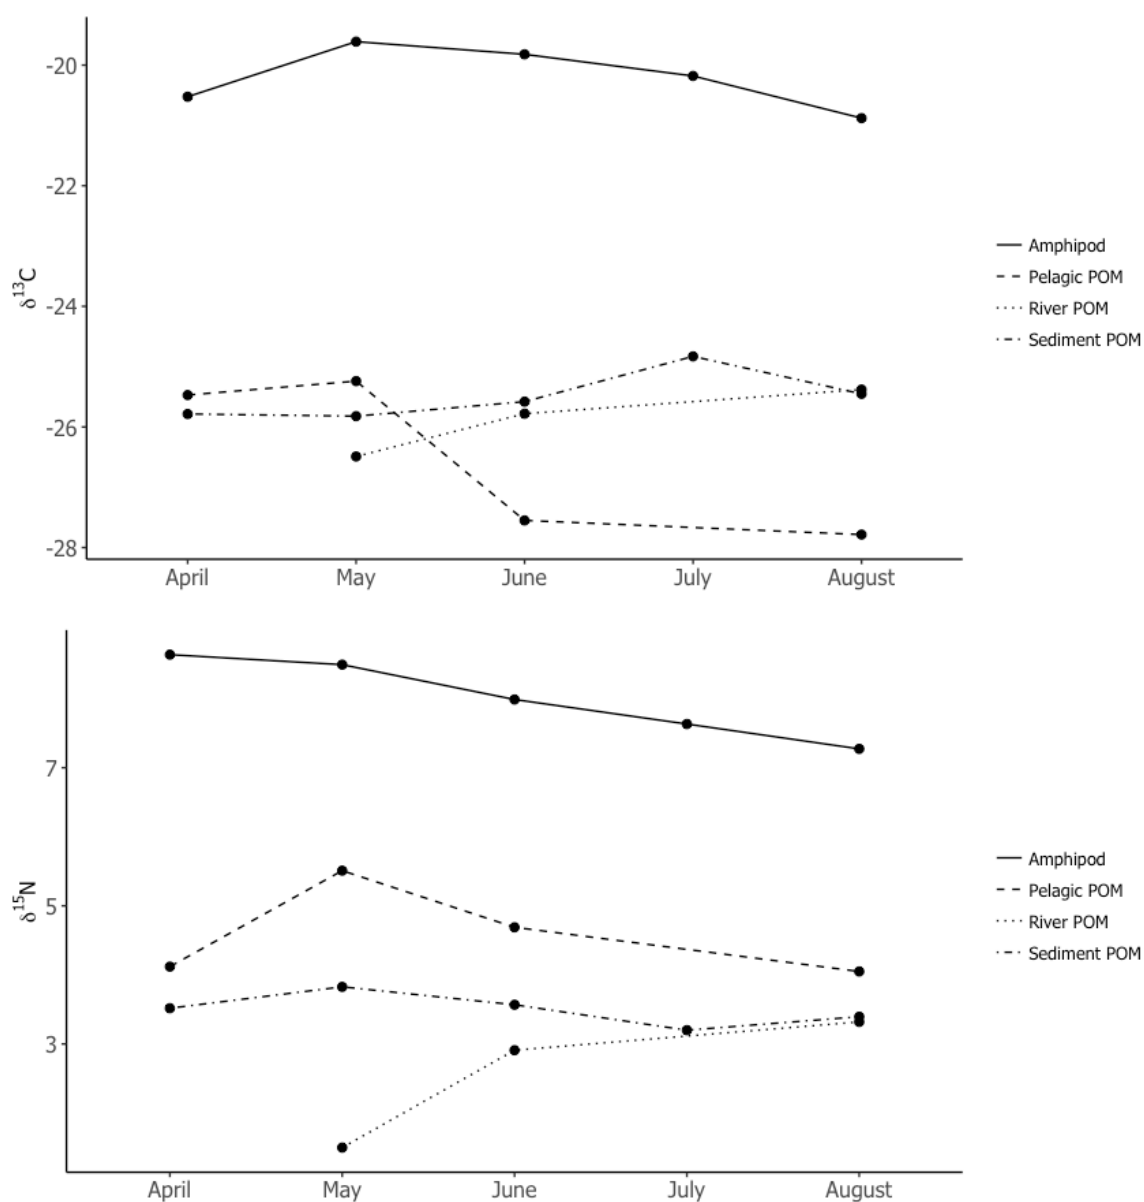 -20
-22
-24
-26
-28
δ13C
April May June July August
Amphipod
Pelagic POM
River POM
Sediment POM
7
5
3
δ15N
April May June July August
Amphipod
Pelagic POM
River POM
Sediment POM